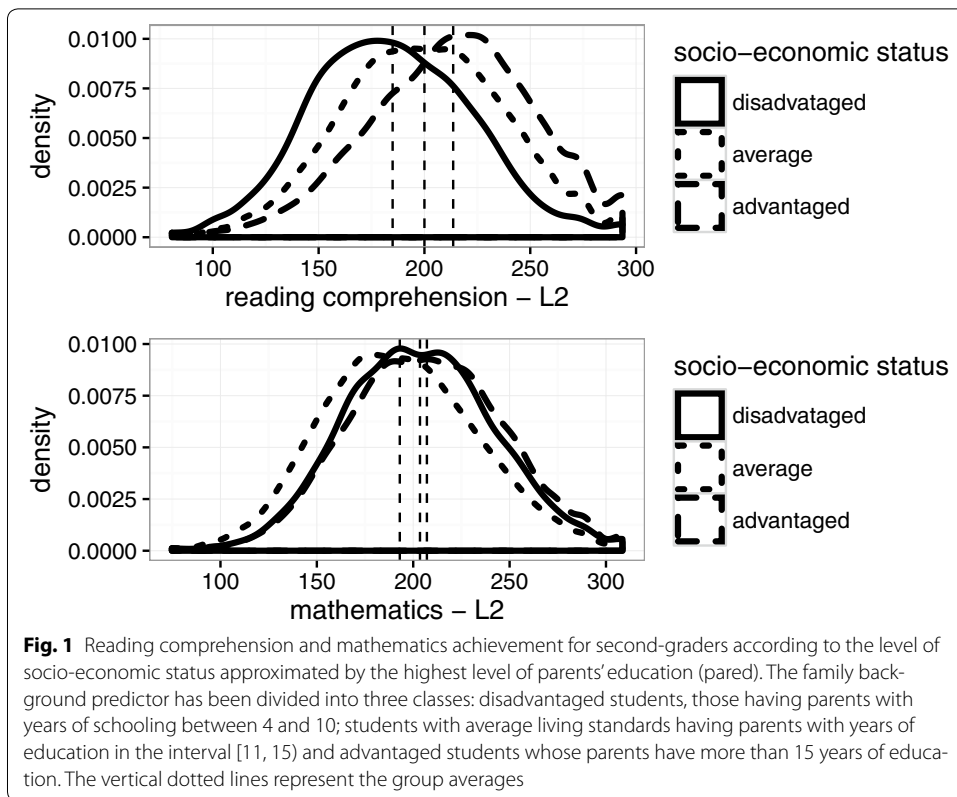 0.0100
0.0075
0.0050
0.0025
0.0000
density
100 150 200 250 300
reading comprehension – L2
socio-economic status
disadvataged
average
advantaged
0.0100
0.0075
0.0050
0.0025
0.0000
density
100 150 200 250 300
mathematics – L2
socio-economic status
disadvataged
average
advantaged
Fig. 1 Reading comprehension and mathematics achievement for second-graders according to the level of
socio-economic status approximated by the highest level of parents' education (pared). The family back-
ground predictor has been divided into three classes: disadvantaged students, those having parents with
years of schooling between 4 and 10; students with average living standards having parents with years of
education in the interval [11, 15) and advantaged students whose parents have more than 15 years of educa-
tion. The vertical dotted lines represent the group averages